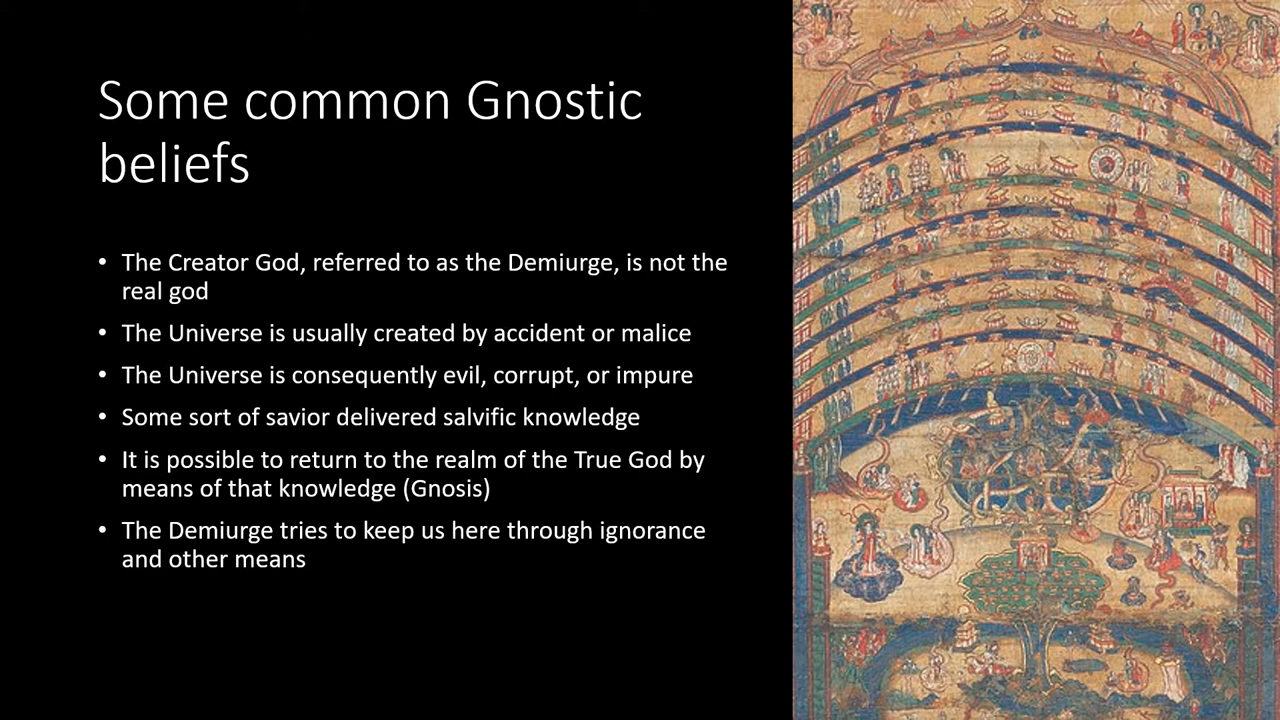 Some common Gnostic
beliefs
• The Creator God, referred to as the Demiurge, is not the
real god
• The Universe is usually created by accident or malice
• The Universe is consequently evil, corrupt, or impure
• Some sort of savior delivered salvific knowledge
• It is possible to return to the realm of the True God by
means of that knowledge (Gnosis)
• The Demiurge tries to keep us here through ignorance
and other means